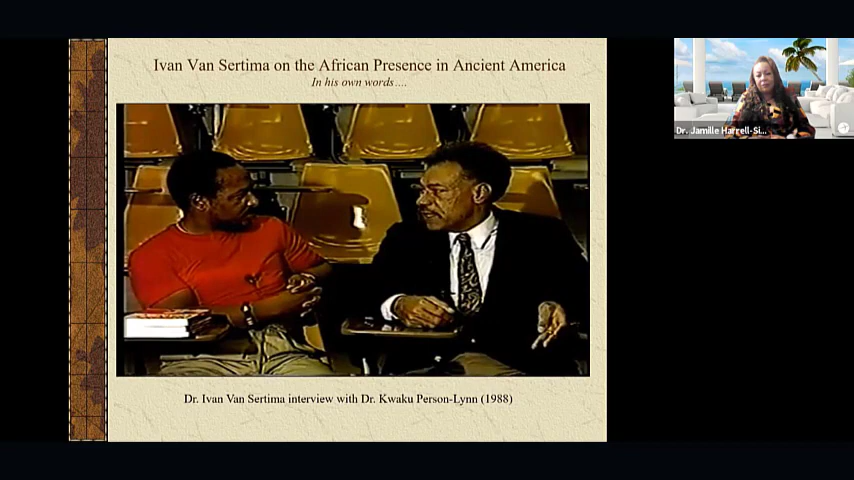 Ivan Van Sertima on the African Presence in Ancient America
In his own words....
Dr. Jamille Harrell-Si...
Dr. Ivan Van Sertima interview with Dr. Kwaku Person-Lynn (1988)